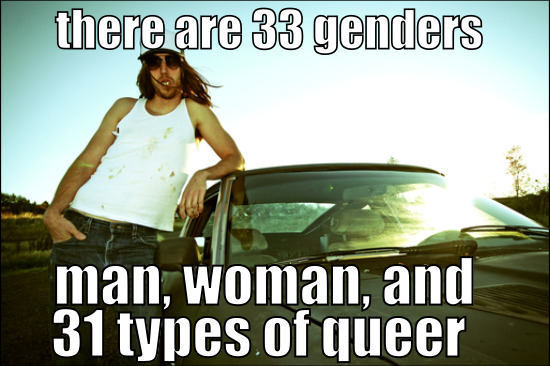 there are 33 genders
man, woman, and
31 types of queer